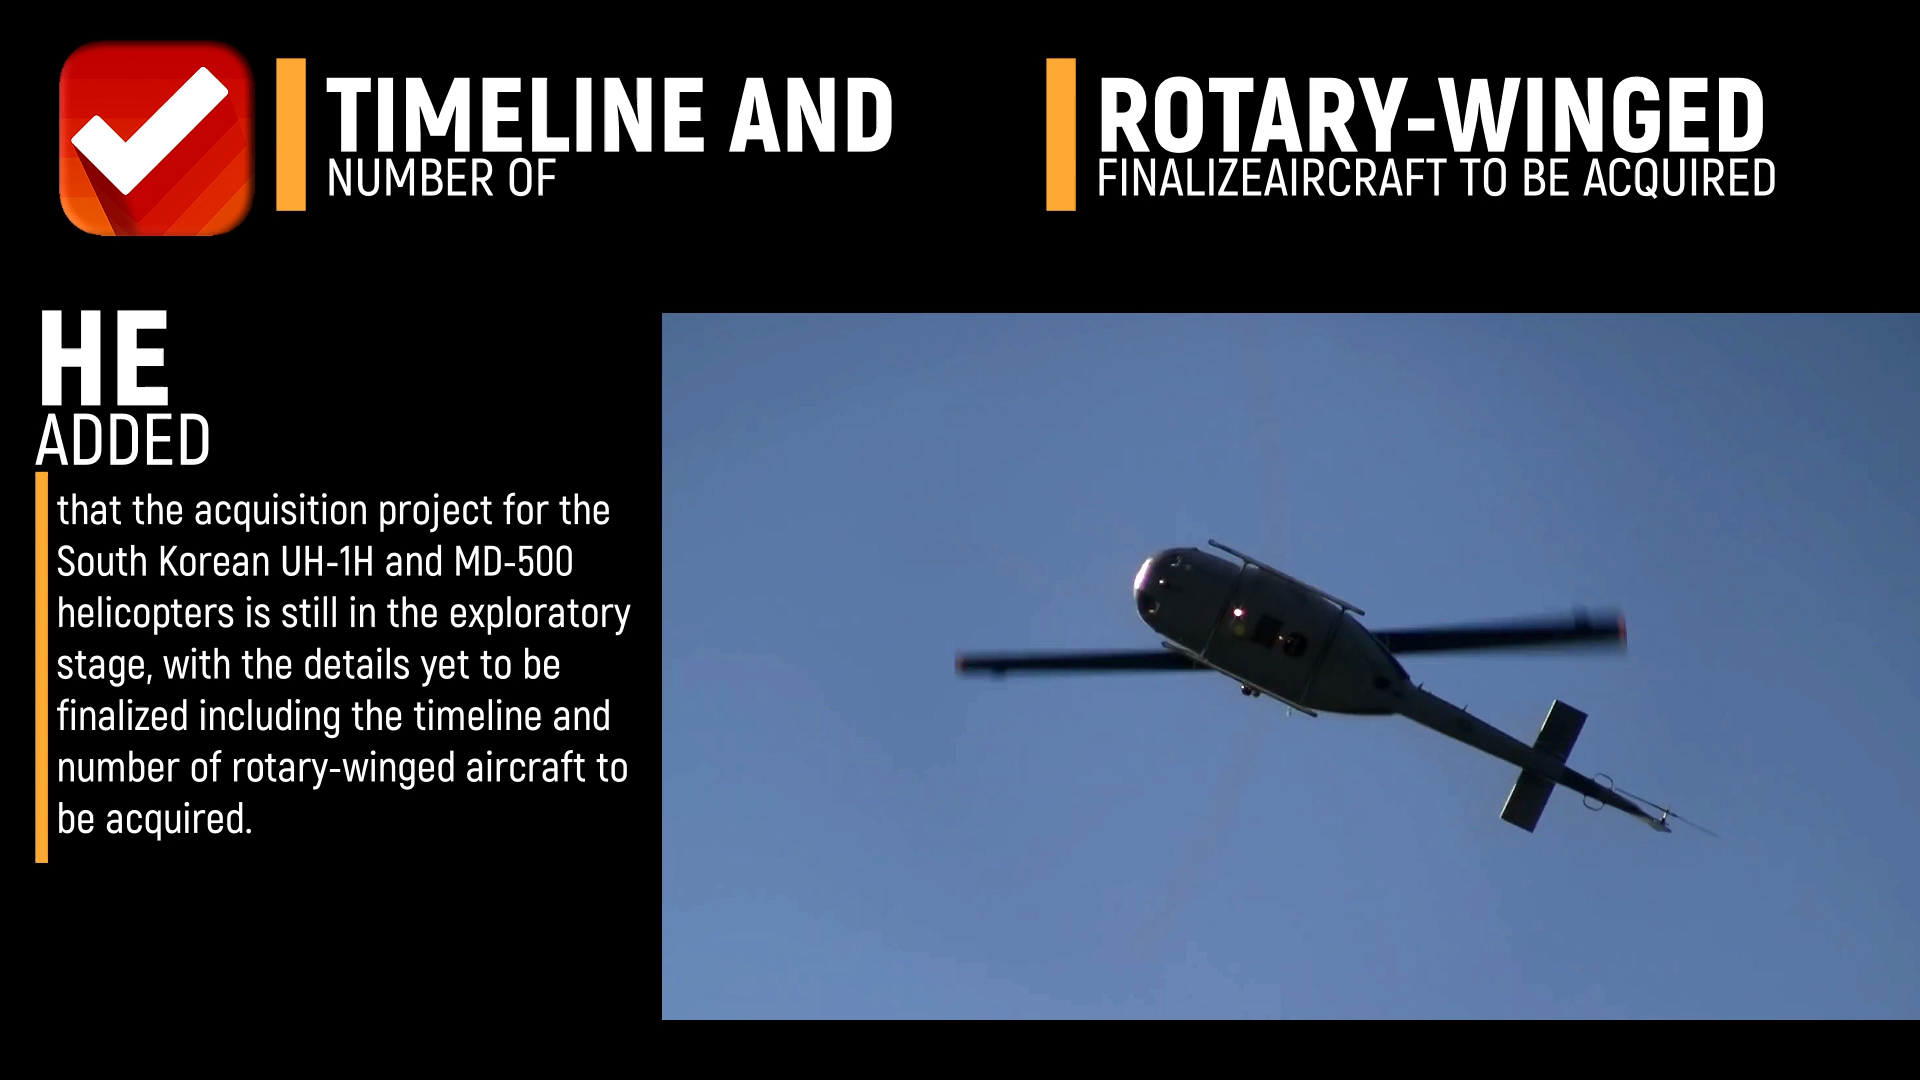 TIMELINE AND
NUMBER OF
ROTARY-WINGED
FINALIZEAIRCRAFT TO BE ACQUIRED
HE
ADDED
that the acquisition project for the
South Korean UH-1H and MD-500
helicopters is still in the exploratory
stage, with the details yet to be
finalized including the timeline and
number of rotary-winged aircraft to
be acquired.